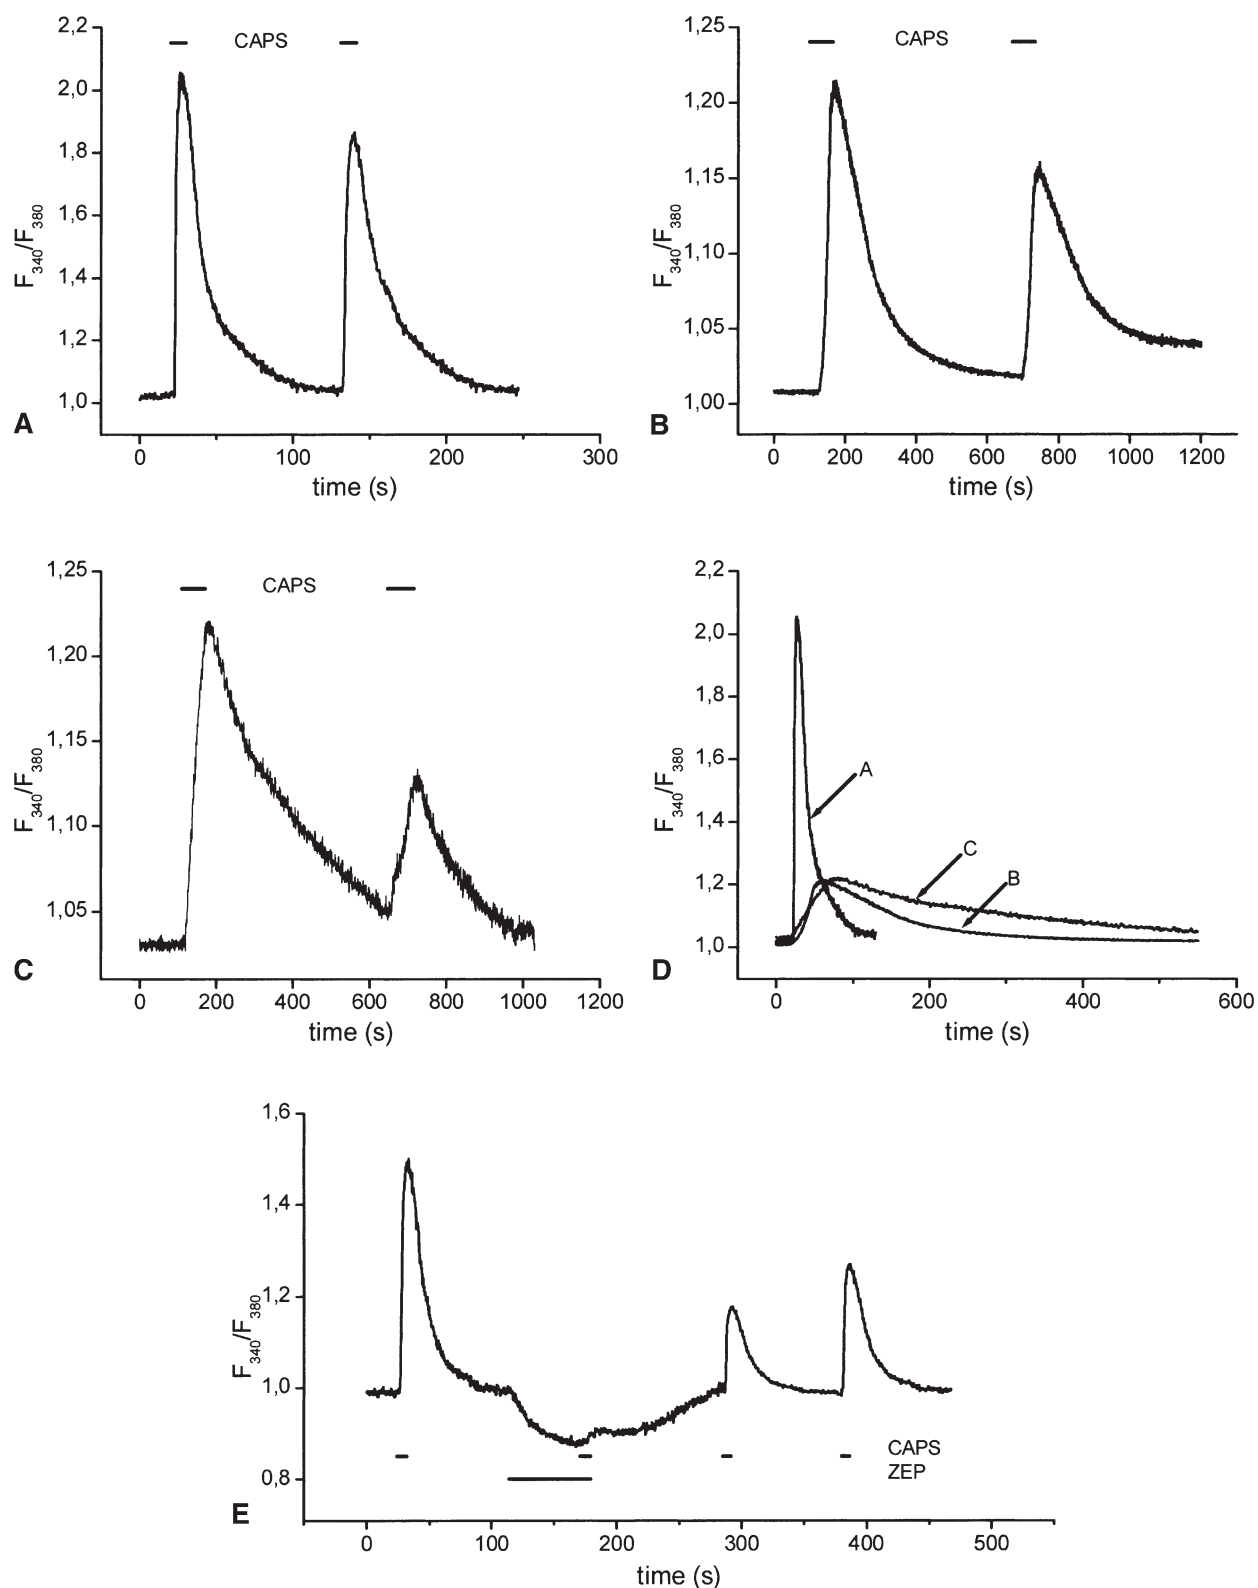 2,2
2,0
1,8
1,6
1,4
1,2
1,0
F340/F380
CAPS
0 100 200 300
time (s)
A
1,25
1,20
1,15
1,10
1,05
1,00
F340/F380
CAPS
0 200 400 600 800 1000 1200
time (s)
B
1,25
1,20
1,15
1,10
1,05
F340/F380
CAPS
0 200 400 600 800 1000 1200
time (s)
C
2,2
2,0
1,8
1,6
1,4
1,2
1,0
F340/F380
A
C
B
0 200 400 600
time (s)
D
1,6
1,4
1,2
1,0
0,8
F340/F380
CAPS
ZEP
0 100 200 300 400 500
time (s)
E